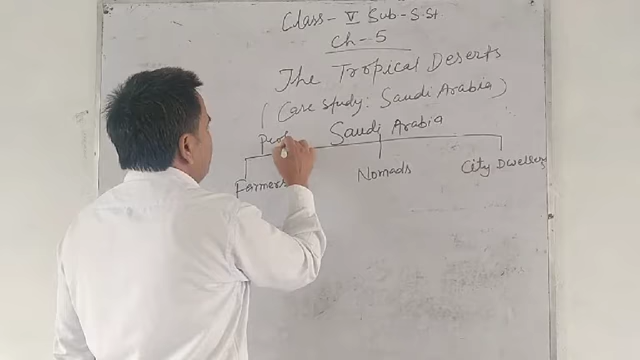 Class - V Sub - S.St.
Ch - 5
The Tropical Deserts
(Case study: Saudi Arabia)
Saudi Arabia
Farmers Nomads City Dwellers